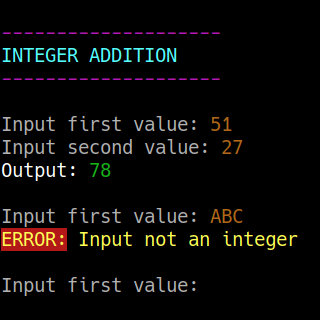 --------------------
INTEGER ADDITION
--------------------
Input first value: 51
Input second value: 27
Output: 78
Input first value: ABC
ERROR: Input not an integer
Input first value: